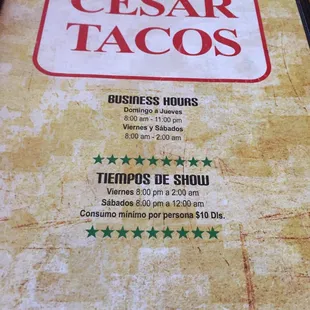 CESAR
TACOS
BUSINESS HOURS
Domingo a Jueves
8:00 am - 11:00 pm
Viernes y Sábados
8:00 am - 2:00 am
TIEMPOS DE SHOW
Viernes 8:00 pm a 2:00 am
Sábados 8:00 pm a 12:00 am
Consumo mínimo por persona $10 Dls.